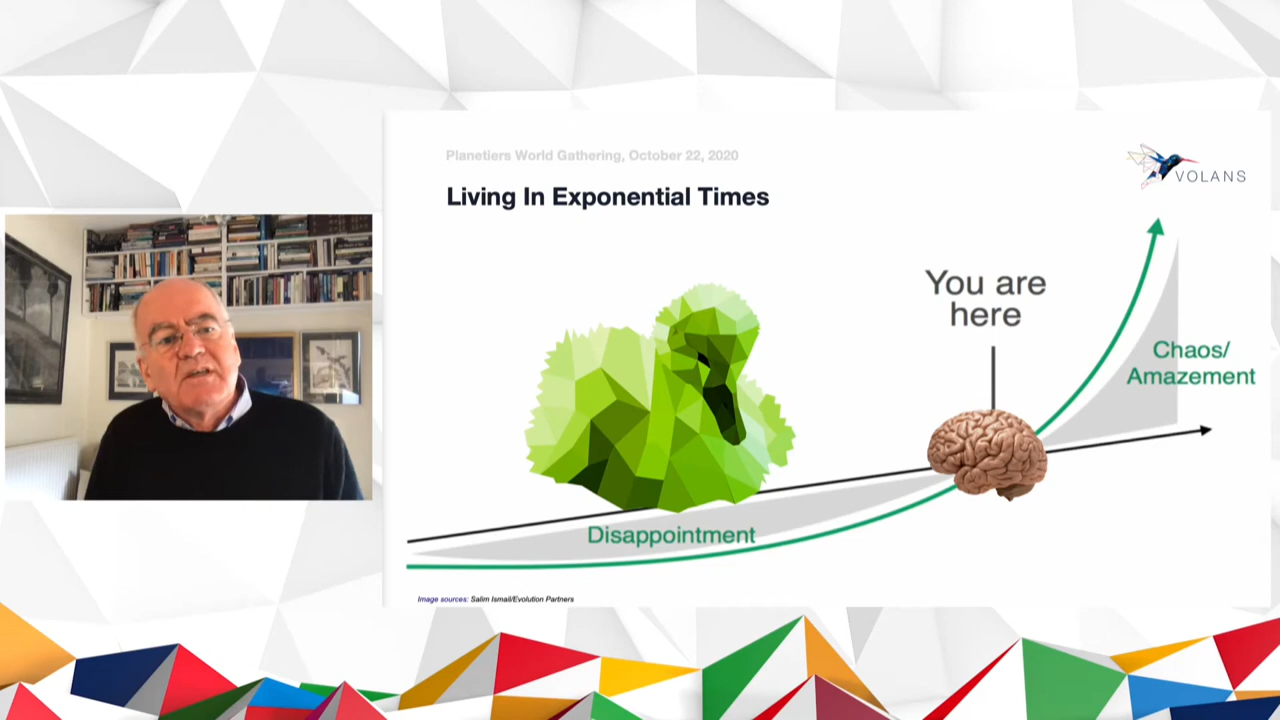 Planetiers World Gathering, October 22, 2020
VOLANS
Living In Exponential Times
You are
here
Chaos/
Amazement
Disappointment
Image sources: Salim Ismail/Evolution Partners